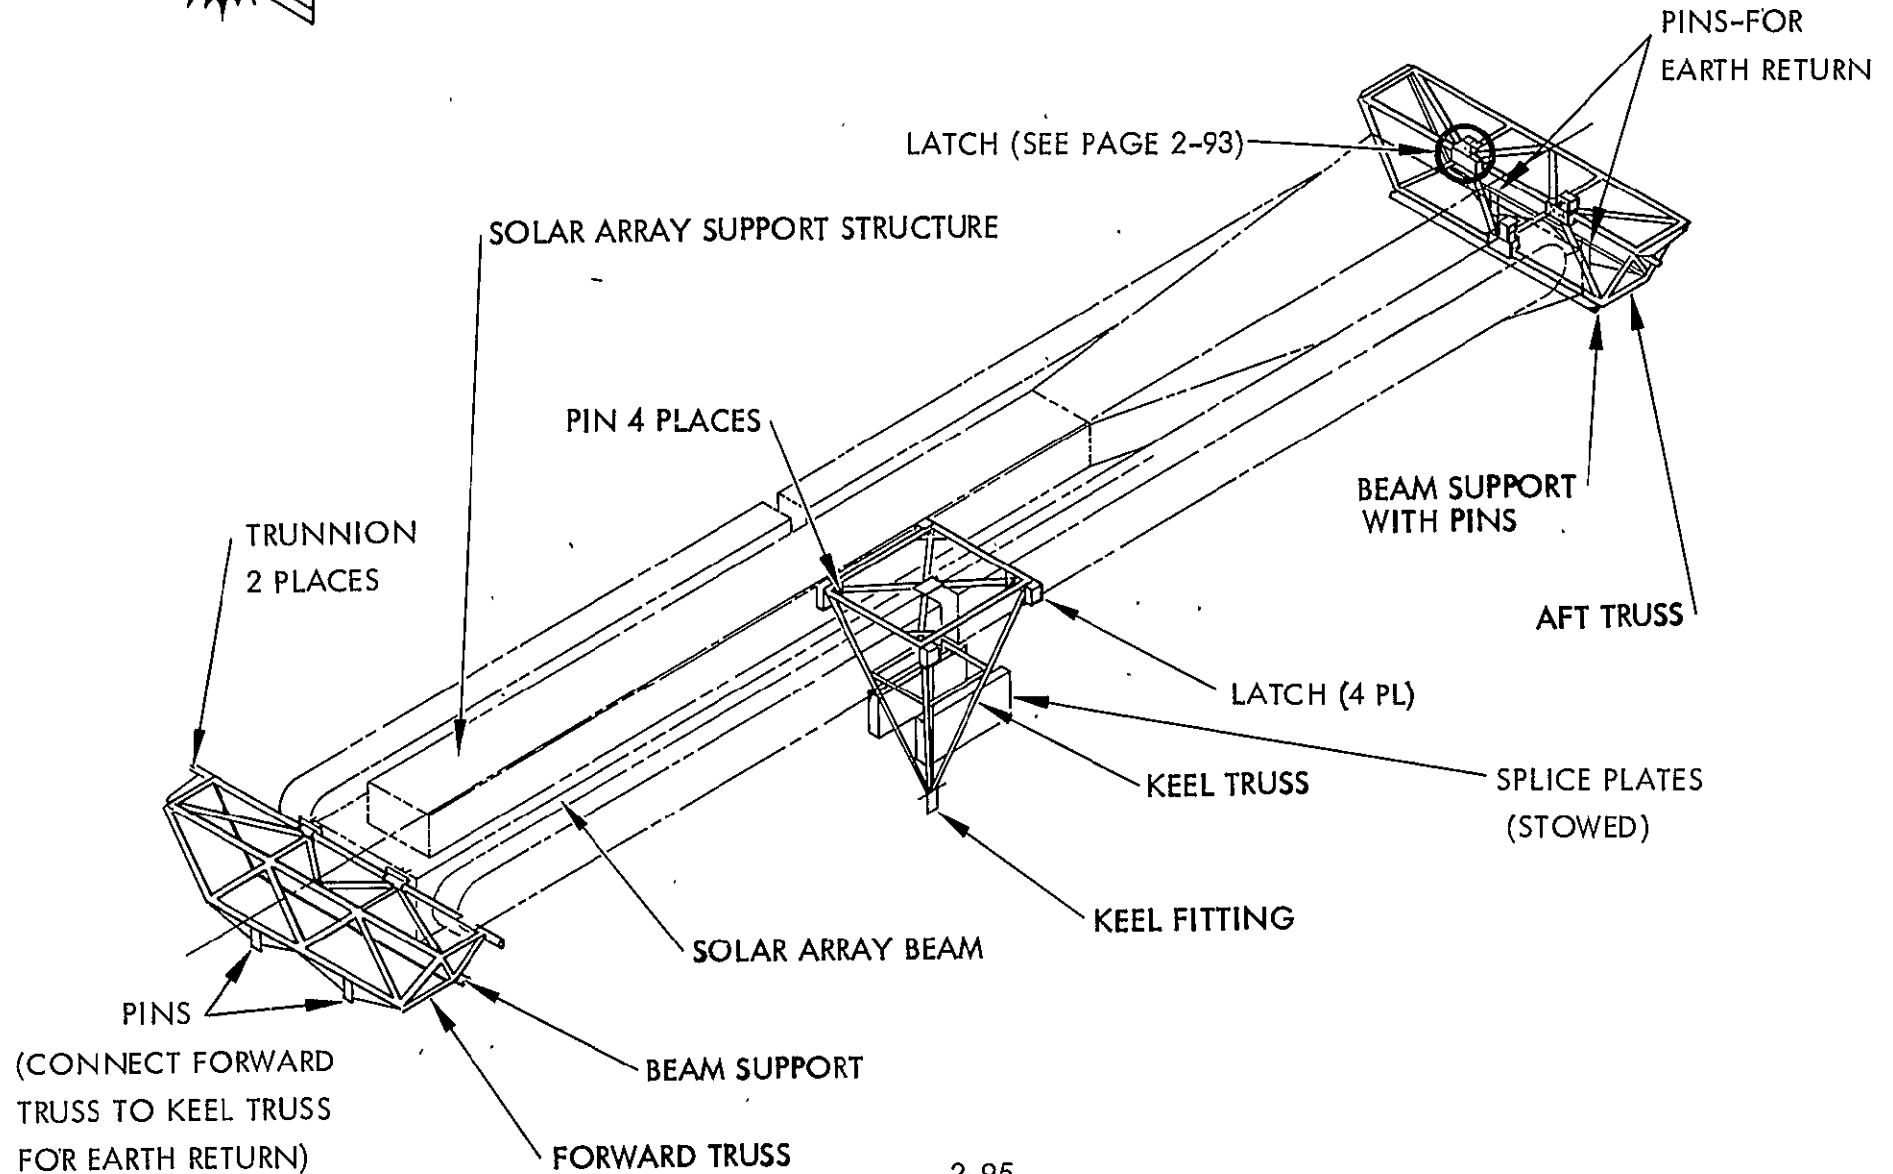 PINS-FOR
EARTH RETURN
LATCH (SEE PAGE 2-93)
SOLAR ARRAY SUPPORT STRUCTURE
PIN 4 PLACES
BEAM SUPPORT
WITH PINS
TRUNNION
2 PLACES
AFT TRUSS
LATCH (4 PL)
KEEL TRUSS
SPLICE PLATES
(STOWED)
KEEL FITTING
SOLAR ARRAY BEAM
PINS
(CONNECT FORWARD
TRUSS TO KEEL TRUSS
FOR EARTH RETURN)
BEAM SUPPORT
FORWARD TRUSS
2-95